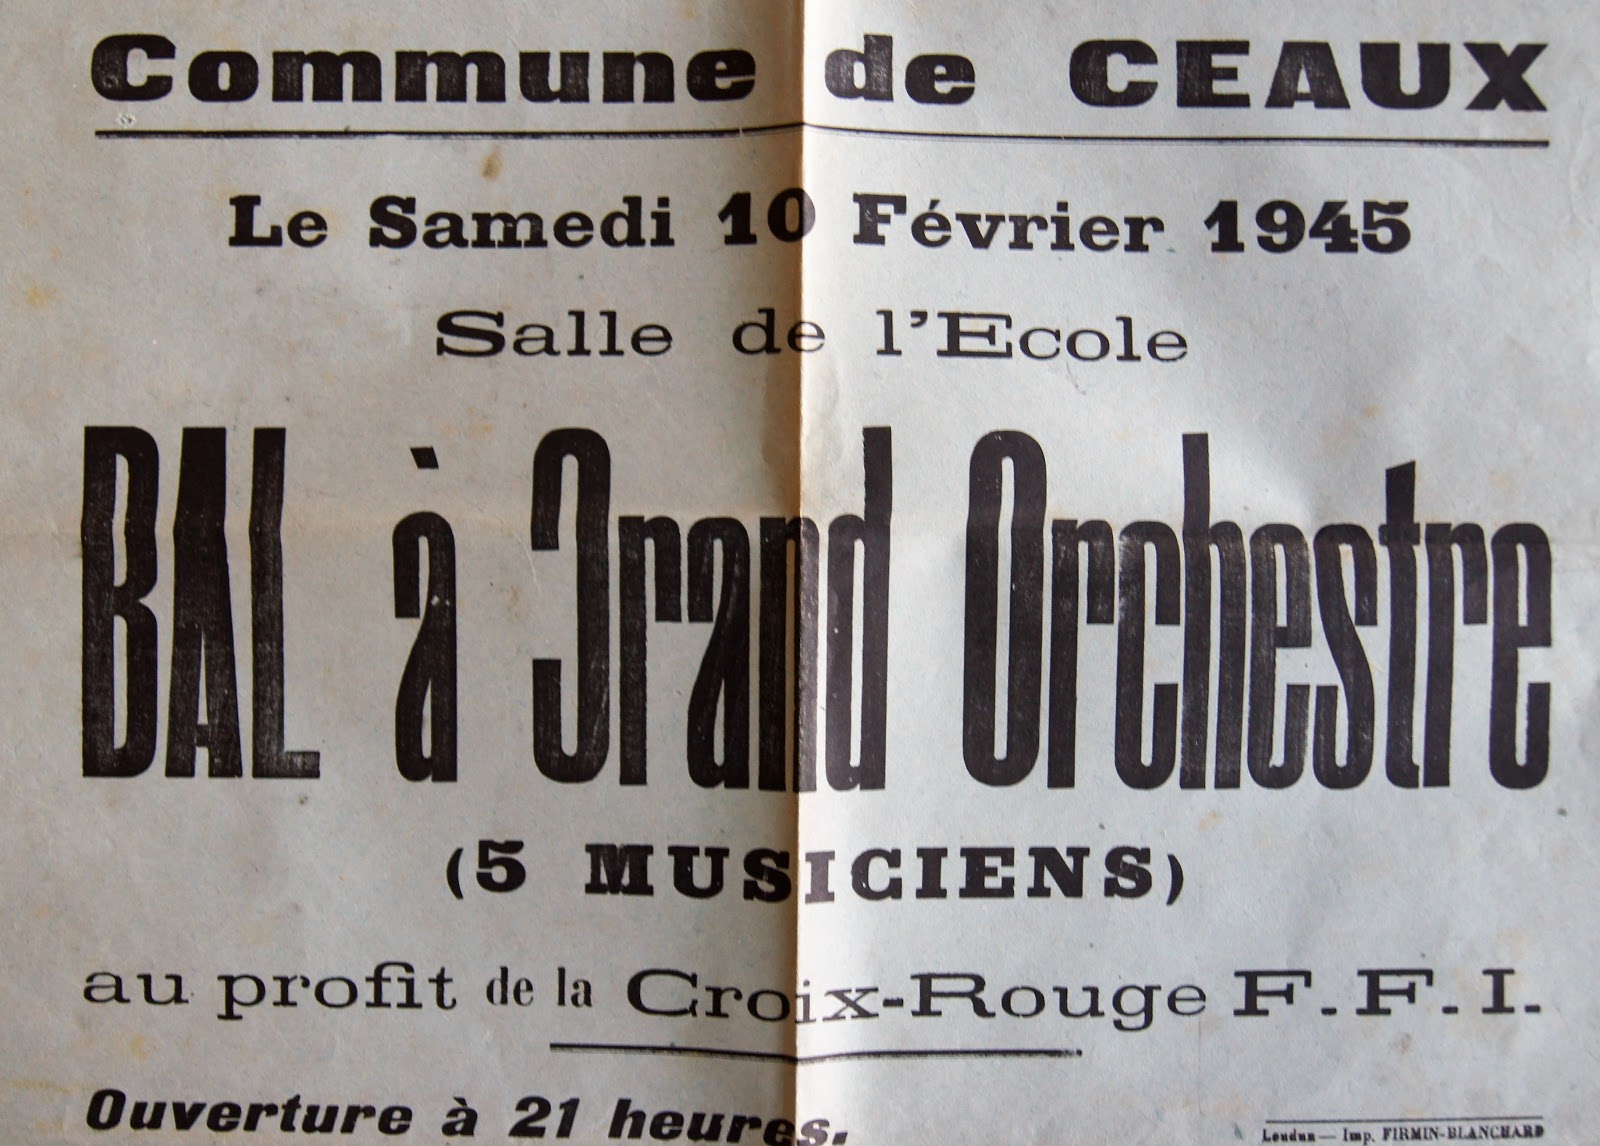 Commune de CEAUX
Le Samedi 10 Février 1945
Salle de l'Ecole
BAL à Grand Orchestre
(5 MUSICIENS)
au profit de la Croix-Rouge F.F.I.
Ouverture à 21 heures.
Loudun — Imp. FIRMIN-BLANCHARD